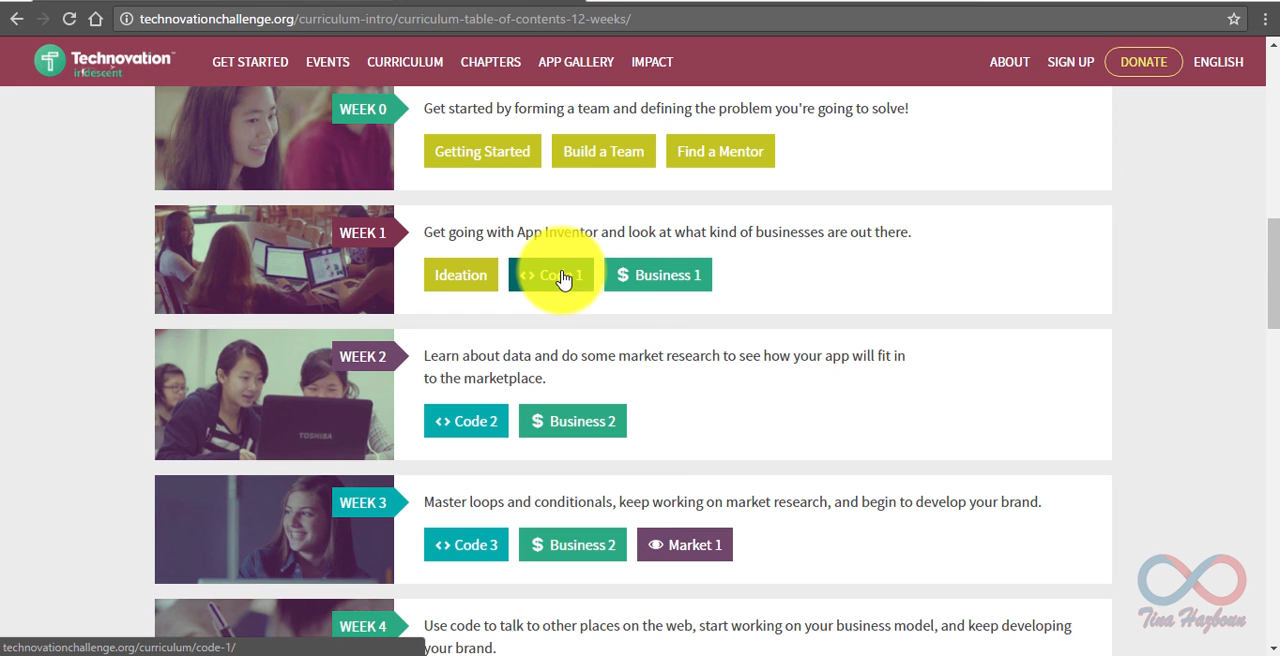 technovationchallenge.org/curriculum-intro/curriculum-table-of-contents-12-weeks/
Technovation™
iridescent
GET STARTED EVENTS CURRICULUM CHAPTERS APP GALLERY IMPACT ABOUT SIGN UP DONATE ENGLISH
WEEK 0
Get started by forming a team and defining the problem you're going to solve!
Getting Started Build a Team Find a Mentor
WEEK 1
Get going with App Inventor and look at what kind of businesses are out there.
Ideation <> Code 1 $ Business 1
WEEK 2
Learn about data and do some market research to see how your app will fit in
to the marketplace.
TOSHIBA
<> Code 2 $ Business 2
WEEK 3
Master loops and conditionals, keep working on market research, and begin to develop your brand.
<> Code 3 $ Business 2 Market 1
WEEK 4
Use code to talk to other places on the web, start working on your business model, and keep developing
your brand.
technovationchallenge.org/curriculum/code-1/
Tina Hazboun